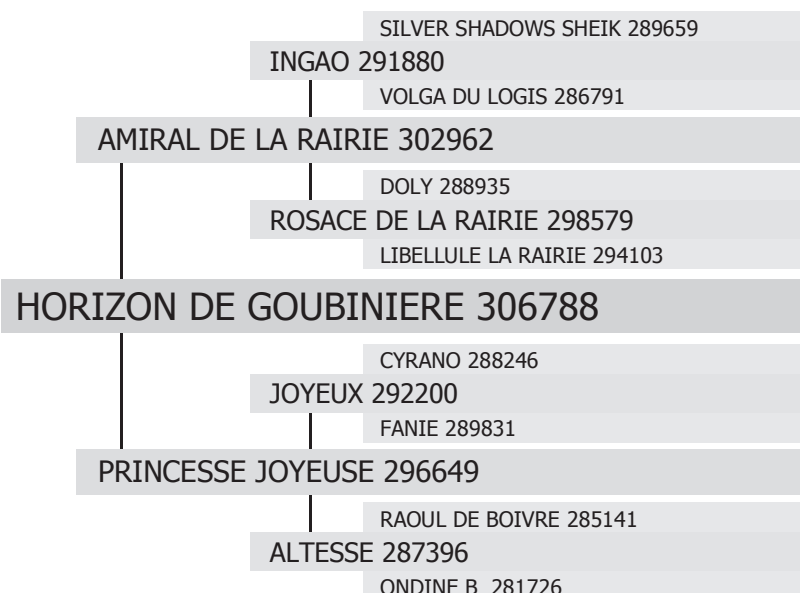 SILVER SHADOWS SHEIK 289659
INGAO 291880
VOLGA DU LOGIS 286791
AMIRAL DE LA RAIRIE 302962
DOLY 288935
ROSACE DE LA RAIRIE 298579
LIBELLULE LA RAIRIE 294103
HORIZON DE GOUBINIERE 306788
CYRANO 288246
JOYEUX 292200
FANIE 289831
PRINCESSE JOYEUSE 296649
RAOUL DE BOIVRE 285141
ALTESSE 287396
ONDINE B 281726